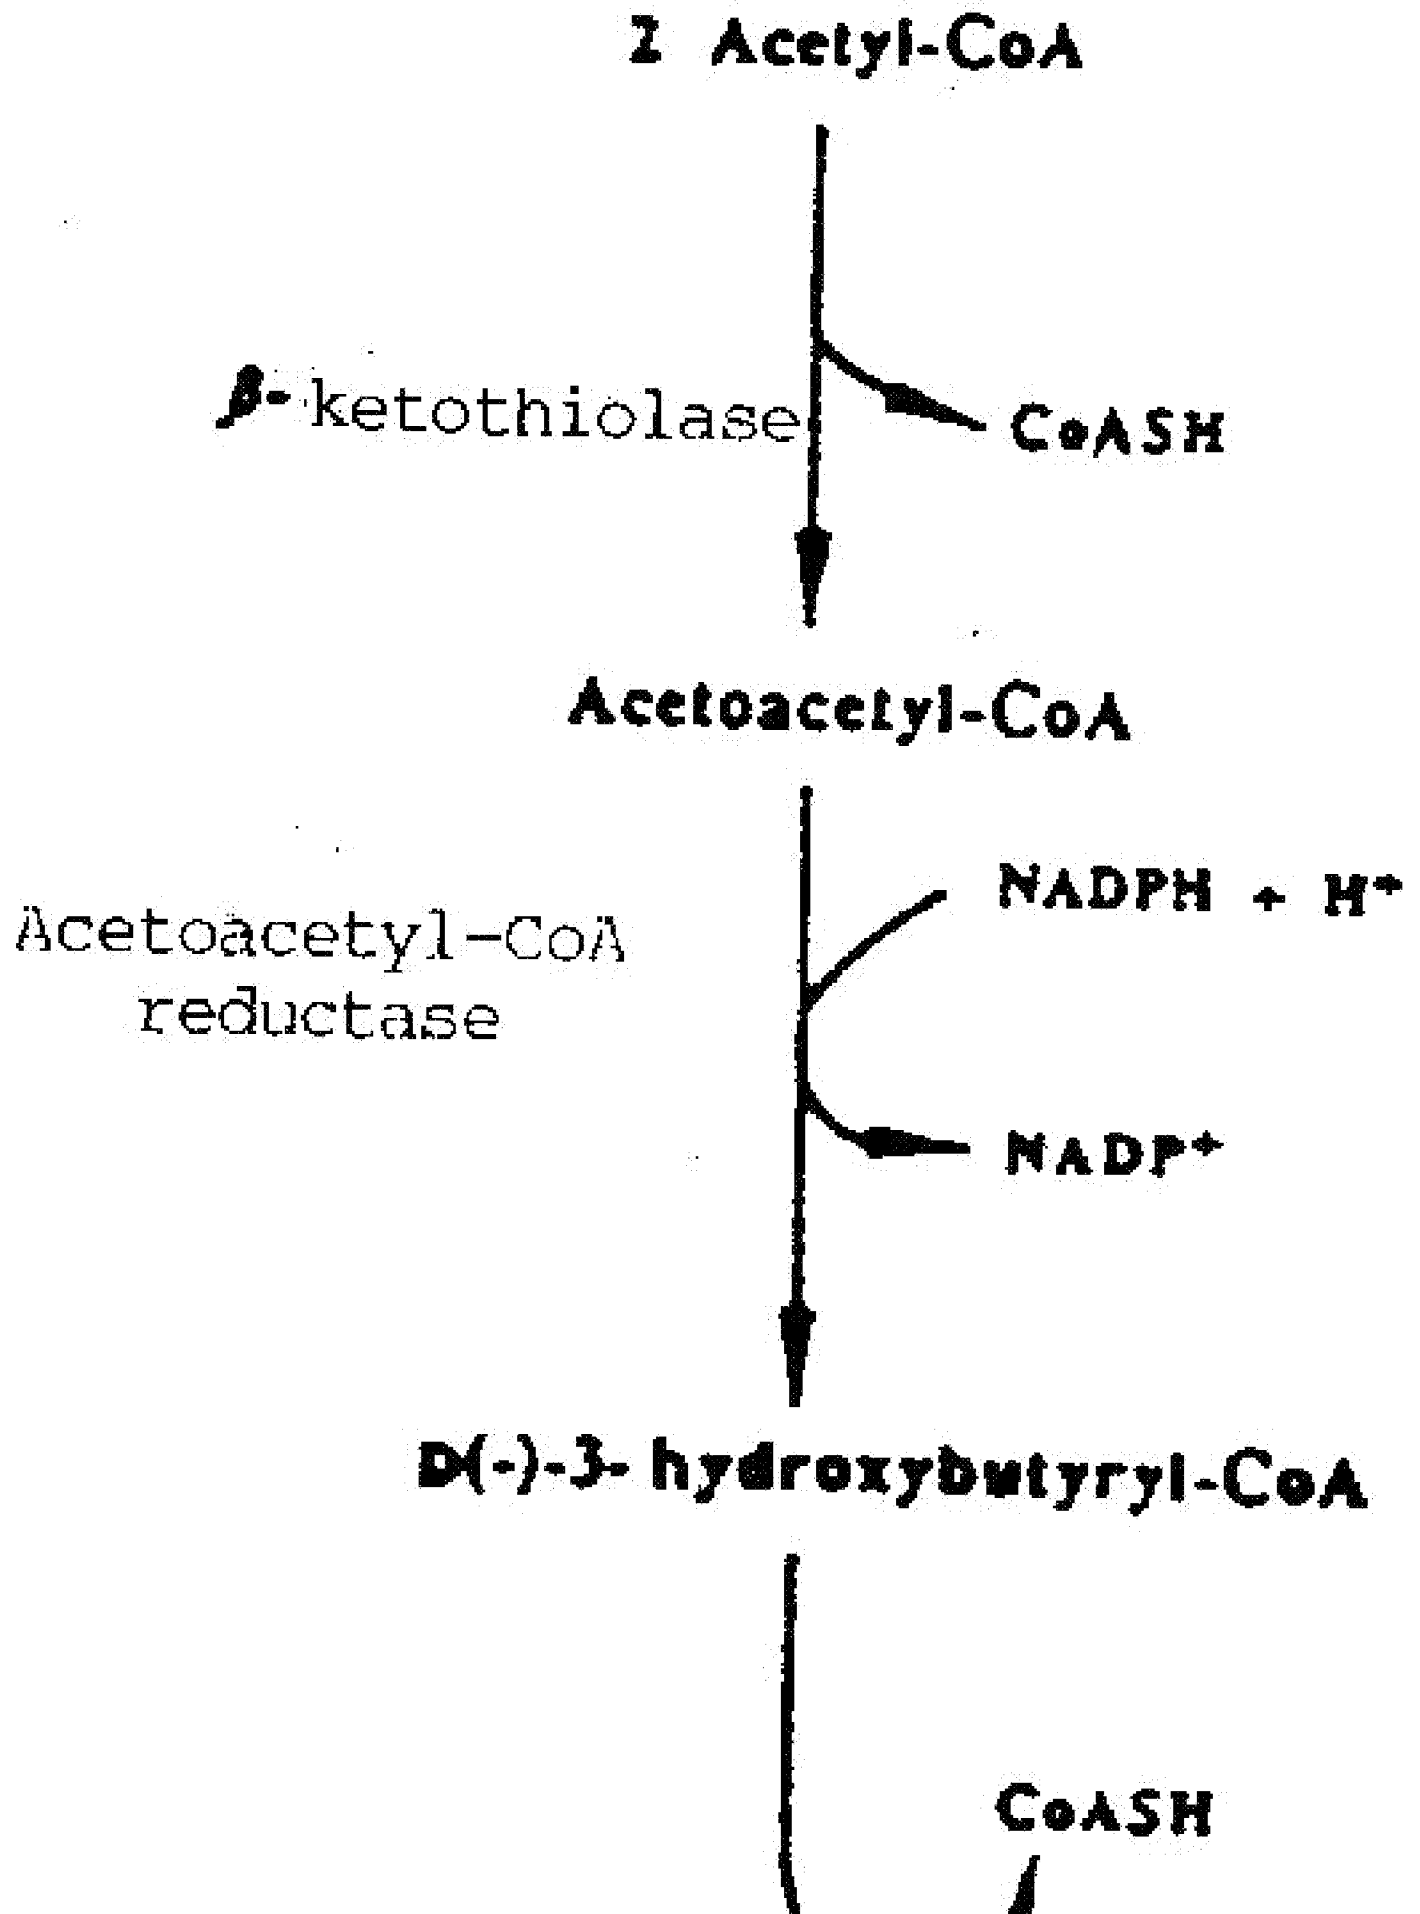 2 Acetyl-CoA
β-ketothiolase
CoASH
Acetoacetyl-CoA
NADPH + H+
Acetoacetyl-CoA
reductase
NADP+
D(-)-3-hydroxybutyryl-CoA
CoASH